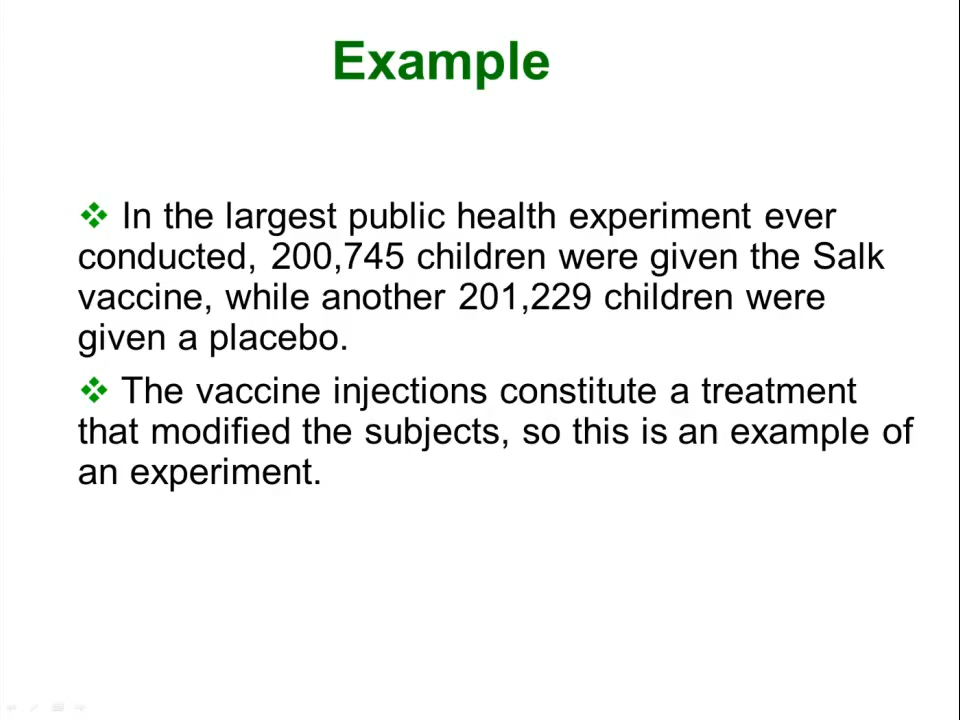 Example
❖ In the largest public health experiment ever
conducted, 200,745 children were given the Salk
vaccine, while another 201,229 children were
given a placebo.
❖ The vaccine injections constitute a treatment
that modified the subjects, so this is an example of
an experiment.